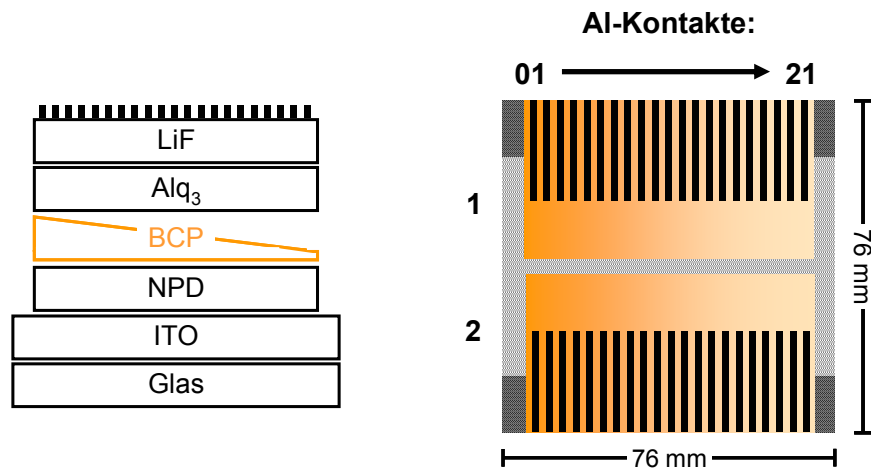 Al-Kontakte:
01
21
LiF
Alq₃
BCP
NPD
ITO
Glas
1
2
76 mm
76 mm